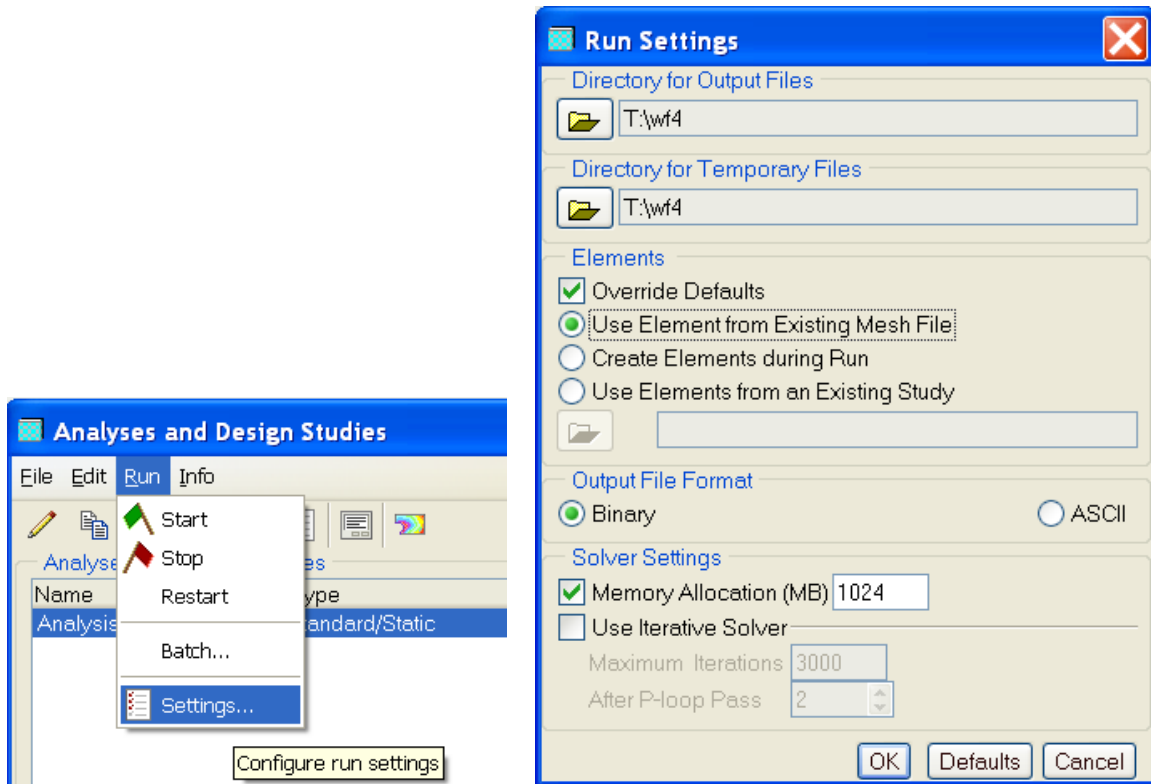 Analyses and Design Studies
File Edit Run Info
Start
Stop
Restart
Batch...
Settings...
Configure run settings
Name
Analysis
Standard/Static
Run Settings
Directory for Output Files
T:\wf4
Directory for Temporary Files
T:\wf4
Elements
Override Defaults
Use Element from Existing Mesh File
Create Elements during Run
Use Elements from an Existing Study
Output File Format
Binary ASCII
Solver Settings
Memory Allocation (MB) 1024
Use Iterative Solver
Maximum Iterations 3000
After P-loop Pass 2
OK Defaults Cancel